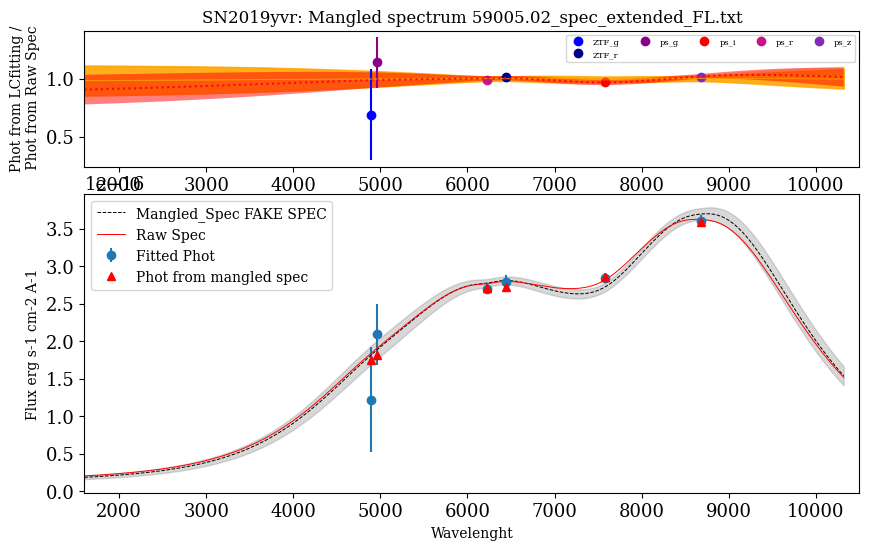 SN2019yvr: Mangled spectrum 59005.02_spec_extended_FL.txt
Phot from LCfitting /
Phot from Raw Spec
1.0
0.5
ZTF_g ps_g ps_i ps_r ps_z
ZTF_r
2000 3000 4000 5000 6000 7000 8000 9000 10000
1e−16
Flux erg s-1 cm-2 A-1
3.5
3.0
2.5
2.0
1.5
1.0
0.5
0.0
Mangled_Spec FAKE SPEC
Raw Spec
Fitted Phot
Phot from mangled spec
2000 3000 4000 5000 6000 7000 8000 9000 10000
Wavelenght